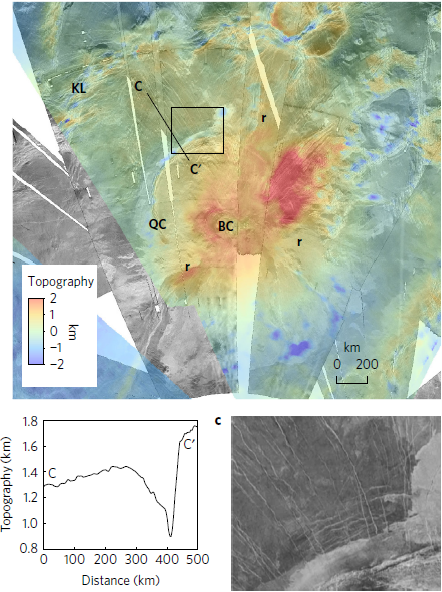 KL
C
r
C′
QC
BC
r
r
Topography
2
1
0
−1
−2
km
km
0 200
c
1.8
1.6
1.4
1.2
1.0
0.8
Topography (km)
C
C′
0 100 200 300 400 500
Distance (km)